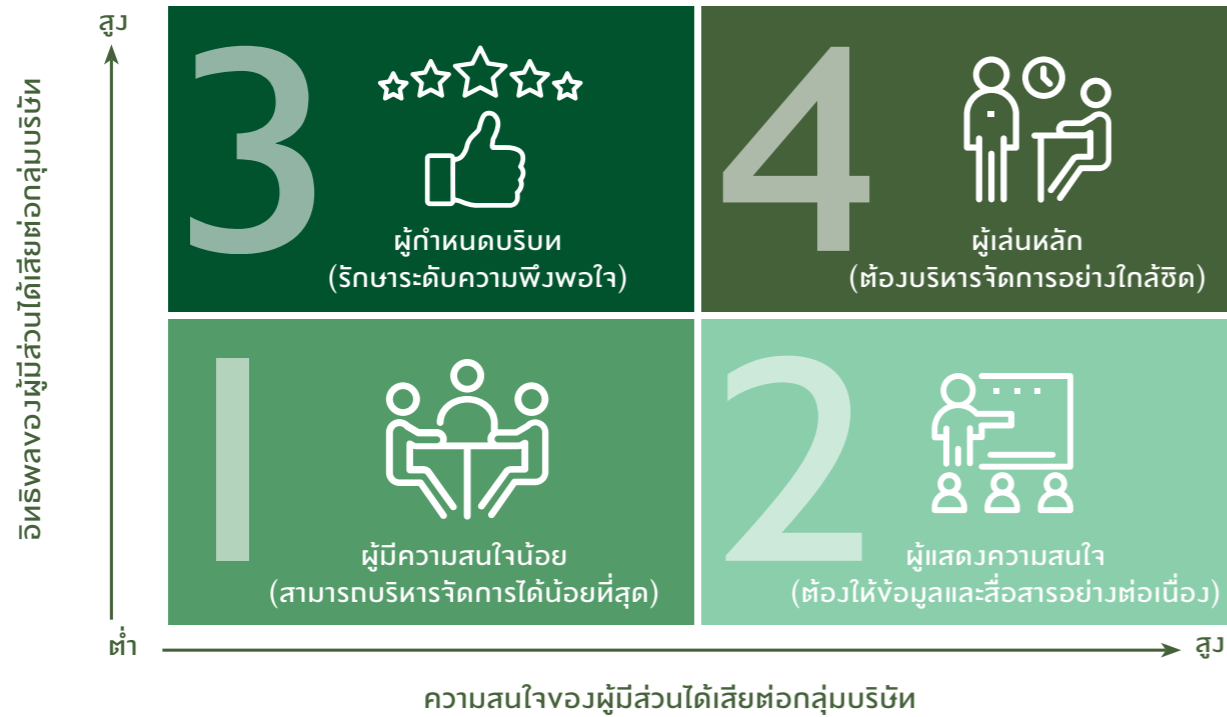 สูง
อิทธิพลของผู้มีส่วนได้เสียต่อกลุ่มบริษัท
3
ผู้กำหนดบริบท
(รักษาระดับความพึงพอใจ)
4
ผู้เล่นหลัก
(ต้องบริหารจัดการอย่างใกล้ชิด)
1
ผู้มีความสนใจน้อย
(สามารถบริหารจัดการได้น้อยที่สุด)
2
ผู้แสดงความสนใจ
(ต้องให้ข้อมูลและสื่อสารอย่างต่อเนื่อง)
ต่ำ
สูง
ความสนใจของผู้มีส่วนได้เสียต่อกลุ่มบริษัท